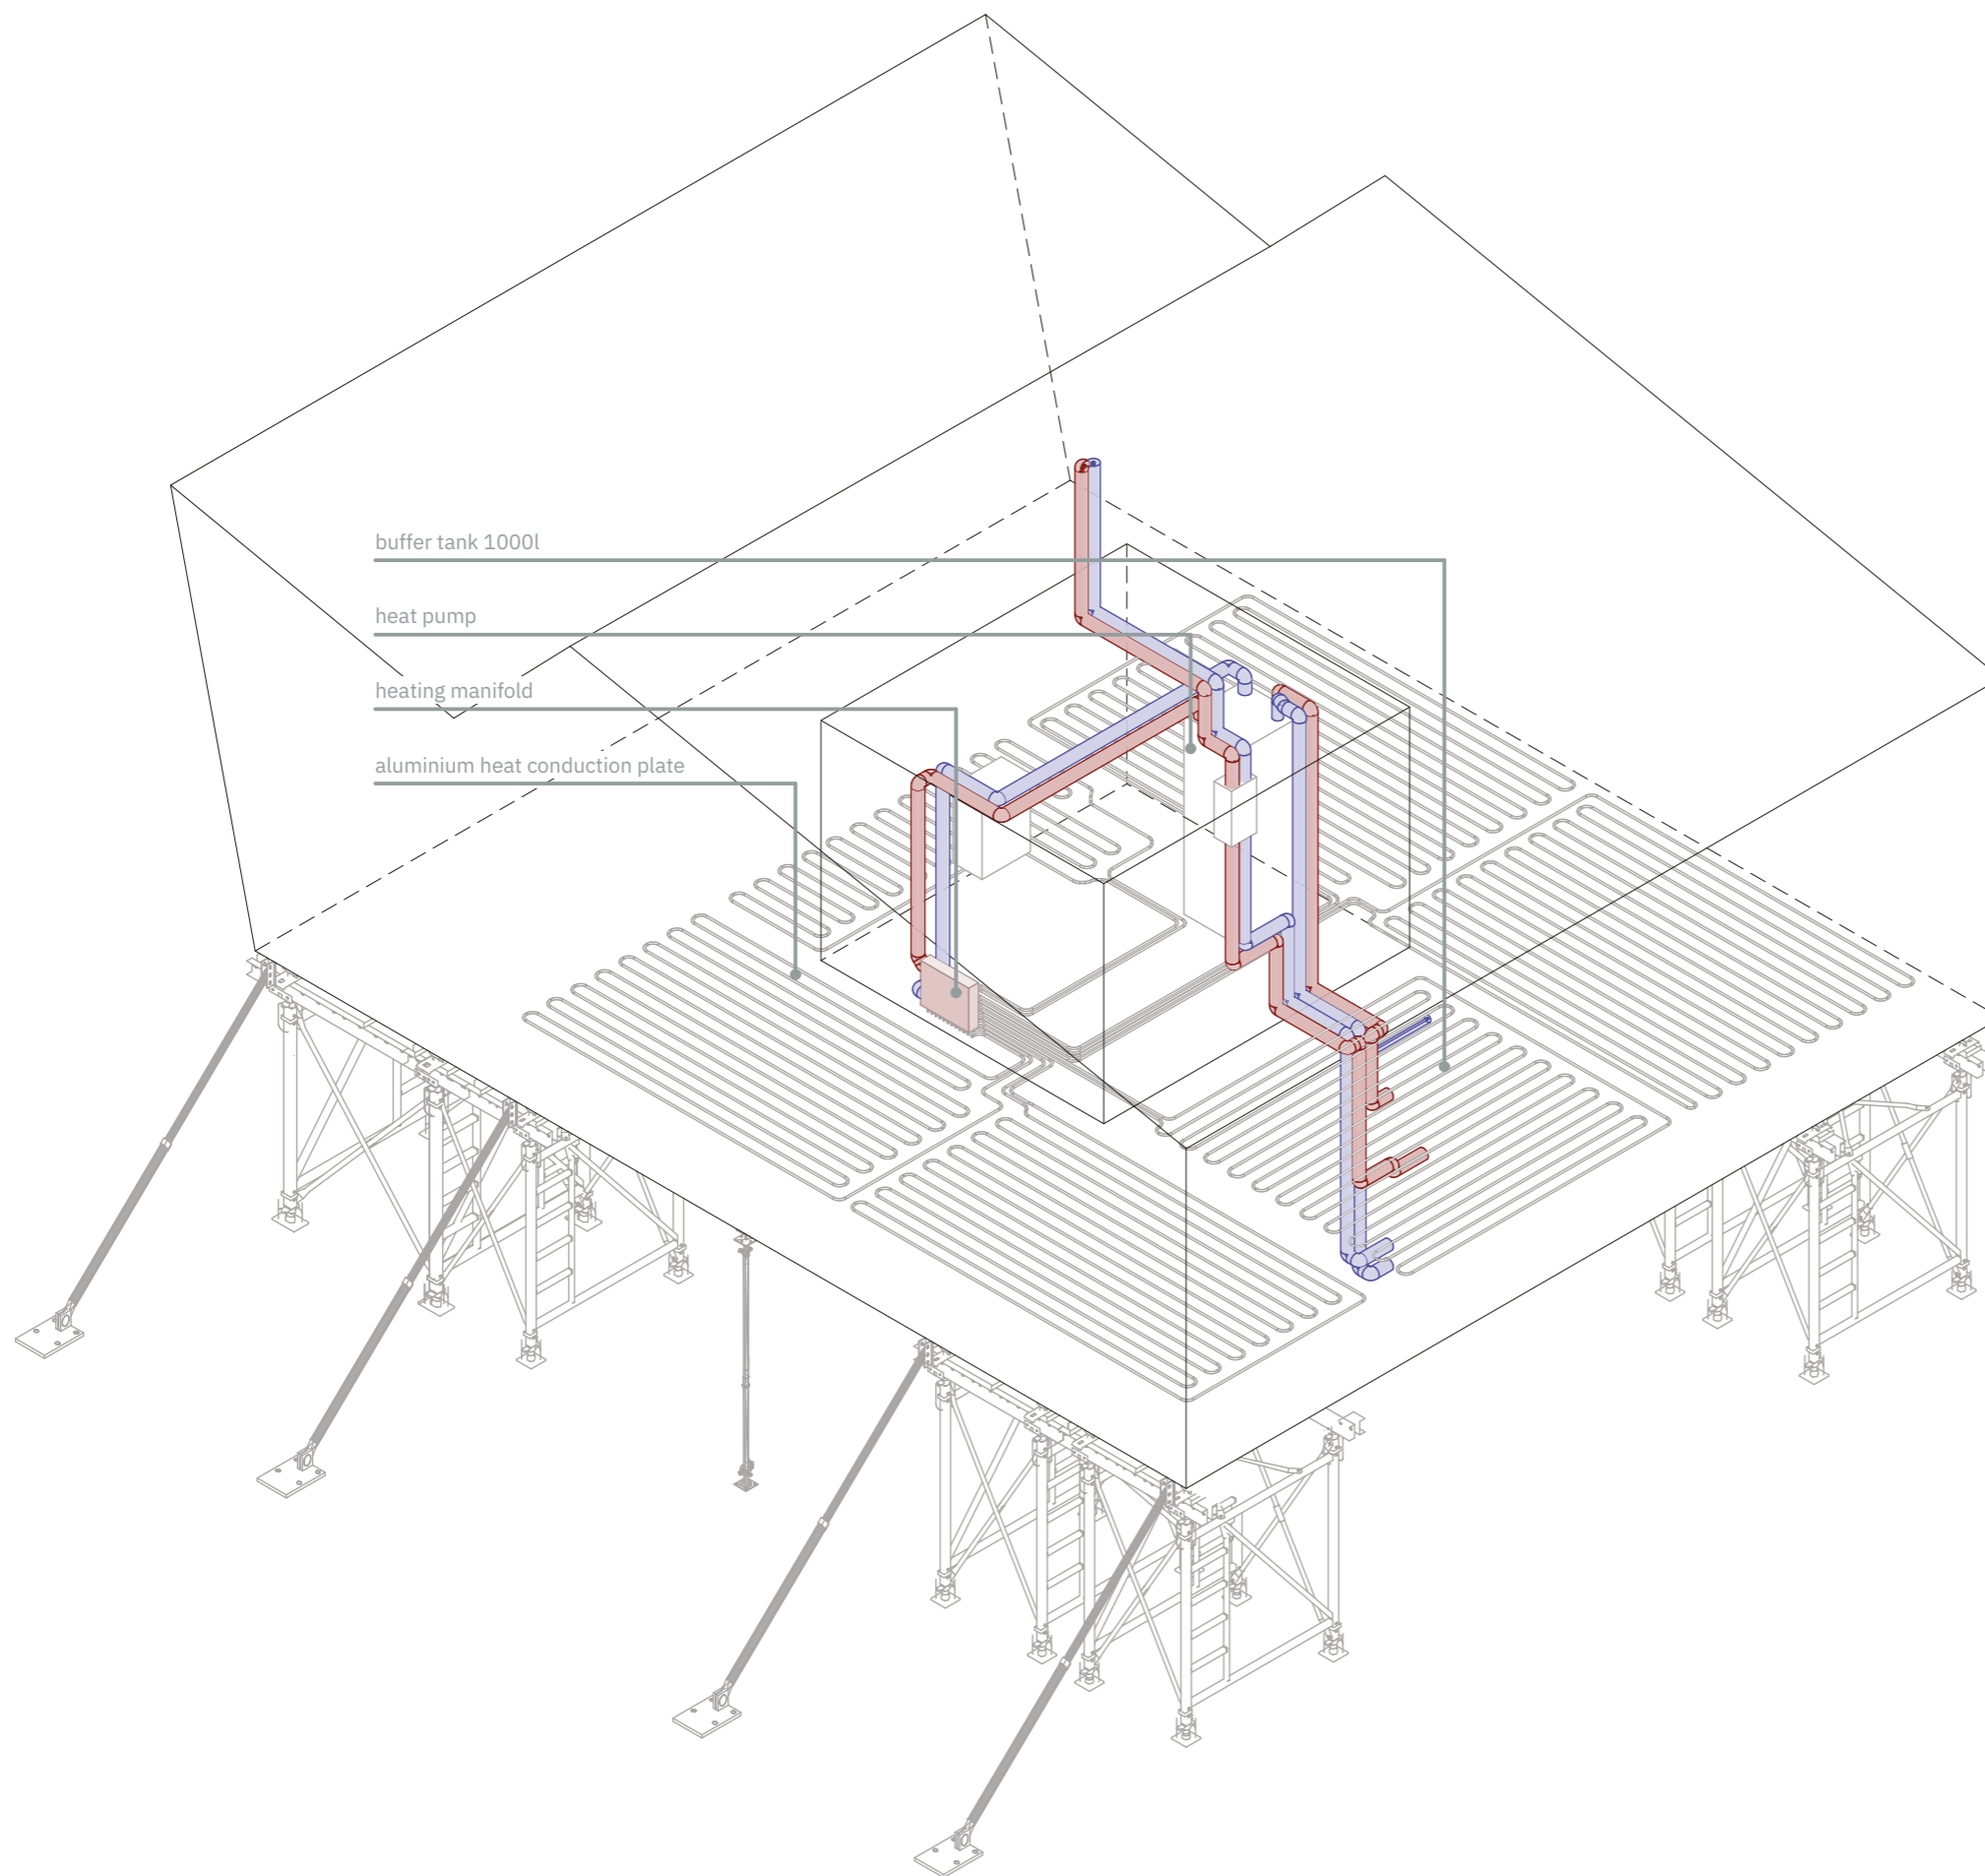 buffer tank 1000l
heat pump
heating manifold
aluminium heat conduction plate